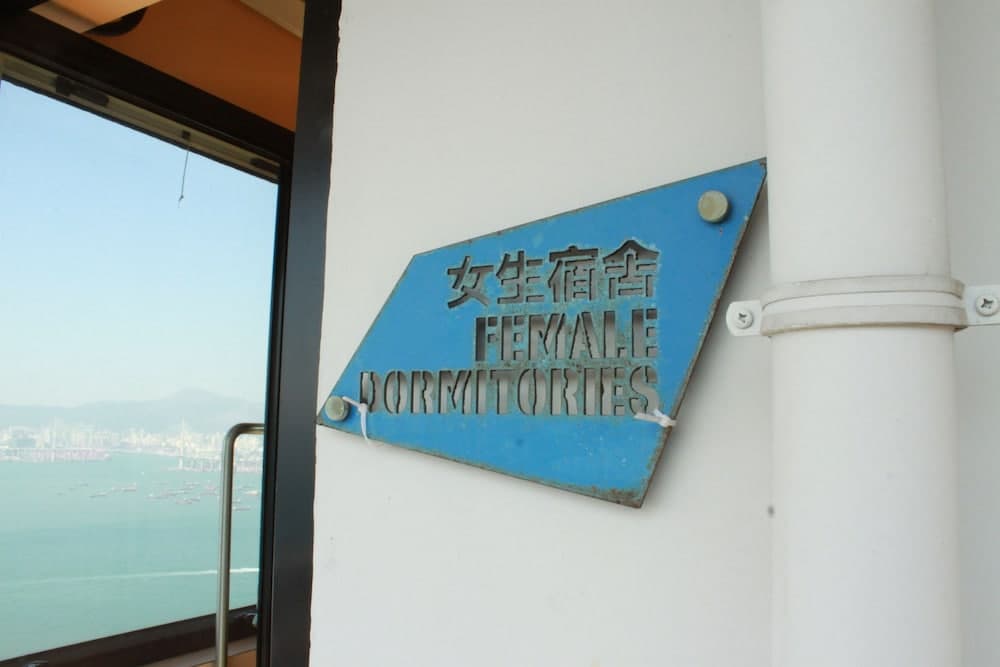 女生宿舍
FEMALE
DORMITORIES